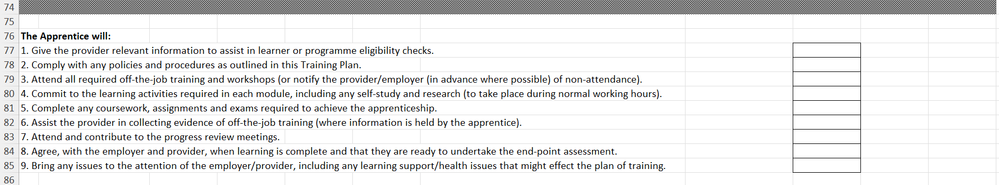 74
75
76 The Apprentice will:
77 1. Give the provider relevant information to assist in learner or programme eligibility checks.
78 2. Comply with any policies and procedures as outlined in this Training Plan.
79 3. Attend all required off-the-job training and workshops (or notify the provider/employer (in advance where possible) of non-attendance).
80 4. Commit to the learning activities required in each module, including any self-study and research (to take place during normal working hours).
81 5. Complete any coursework, assignments and exams required to achieve the apprenticeship.
82 6. Assist the provider in collecting evidence of off-the-job training (where information is held by the apprentice).
83 7. Attend and contribute to the progress review meetings.
84 8. Agree, with the employer and provider, when learning is complete and that they are ready to undertake the end-point assessment.
85 9. Bring any issues to the attention of the employer/provider, including any learning support/health issues that might effect the plan of training.
86